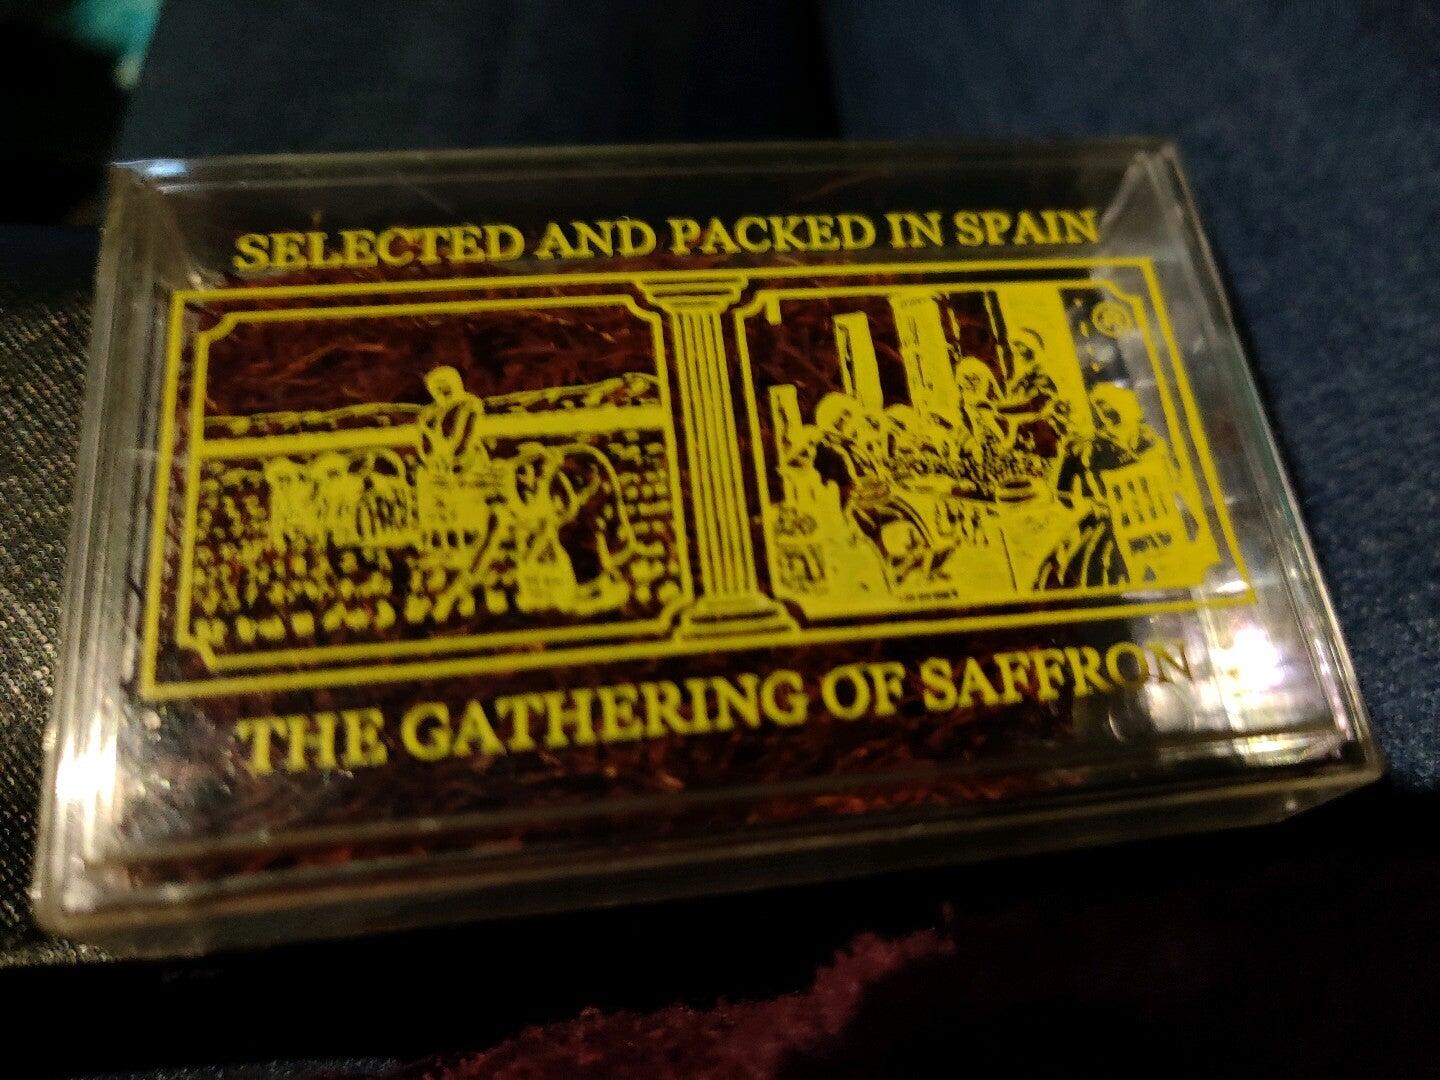 SELECTED AND PACKED IN SPAIN
®
THE GATHERING OF SAFFRON